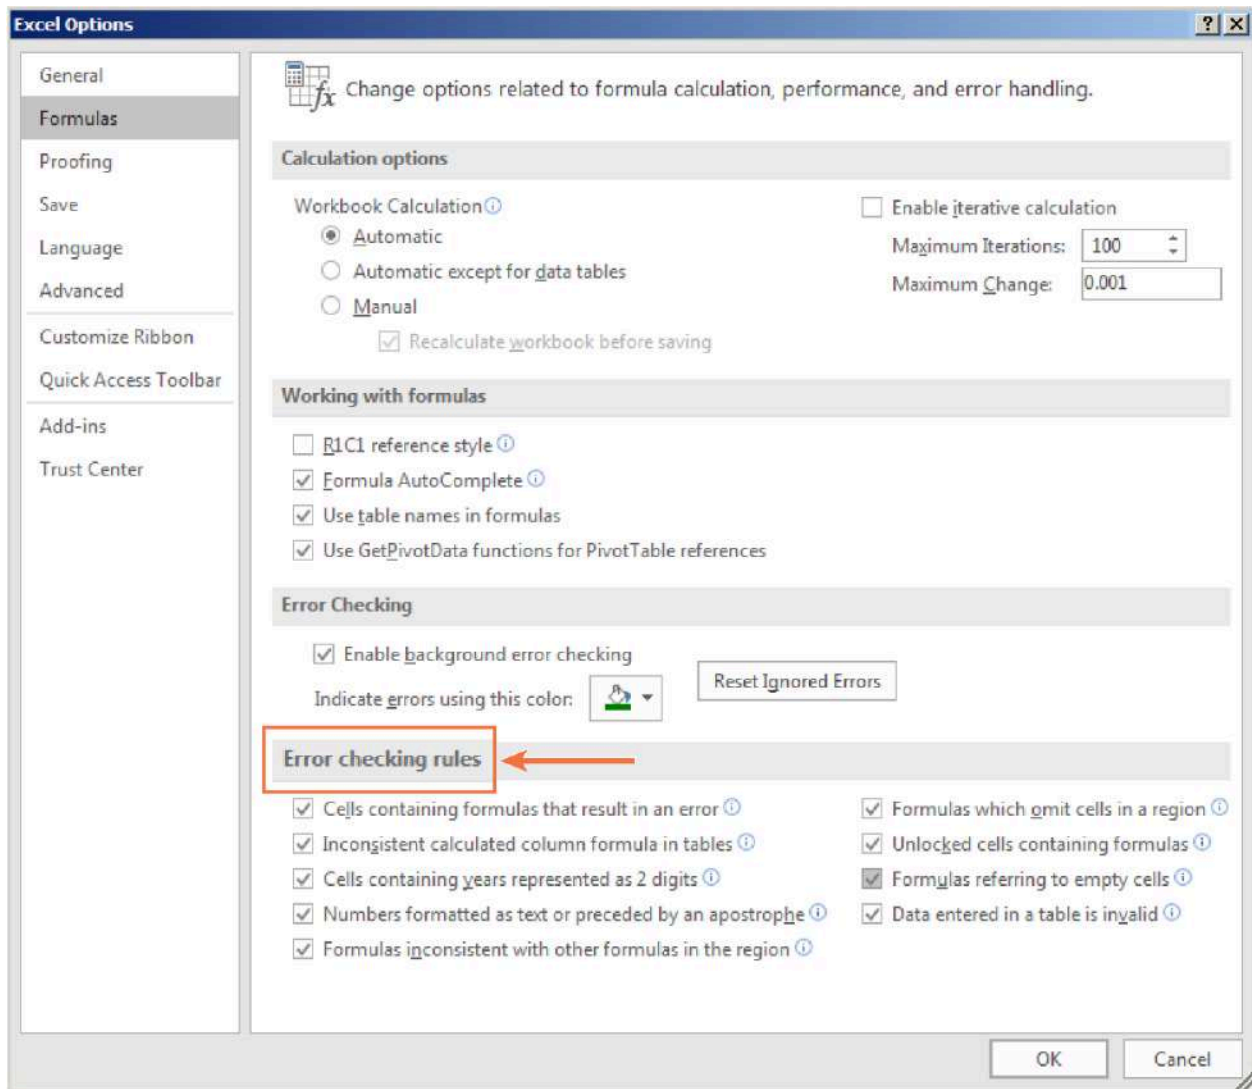 Excel Options
General
Formulas
Proofing
Save
Language
Advanced
Customize Ribbon
Quick Access Toolbar
Add-ins
Trust Center
fx Change options related to formula calculation, performance, and error handling.
Calculation options
Workbook Calculation
Automatic
Automatic except for data tables
Manual
Recalculate workbook before saving
Enable iterative calculation
Maximum Iterations: 100
Maximum Change: 0.001
Working with formulas
R1C1 reference style
Formula AutoComplete
Use table names in formulas
Use GetPivotData functions for PivotTable references
Error Checking
Enable background error checking
Indicate errors using this color:
Reset Ignored Errors
Error checking rules
Cells containing formulas that result in an error
Inconsistent calculated column formula in tables
Cells containing years represented as 2 digits
Numbers formatted as text or preceded by an apostrophe
Formulas inconsistent with other formulas in the region
Formulas which omit cells in a region
Unlocked cells containing formulas
Formulas referring to empty cells
Data entered in a table is invalid
OK
Cancel